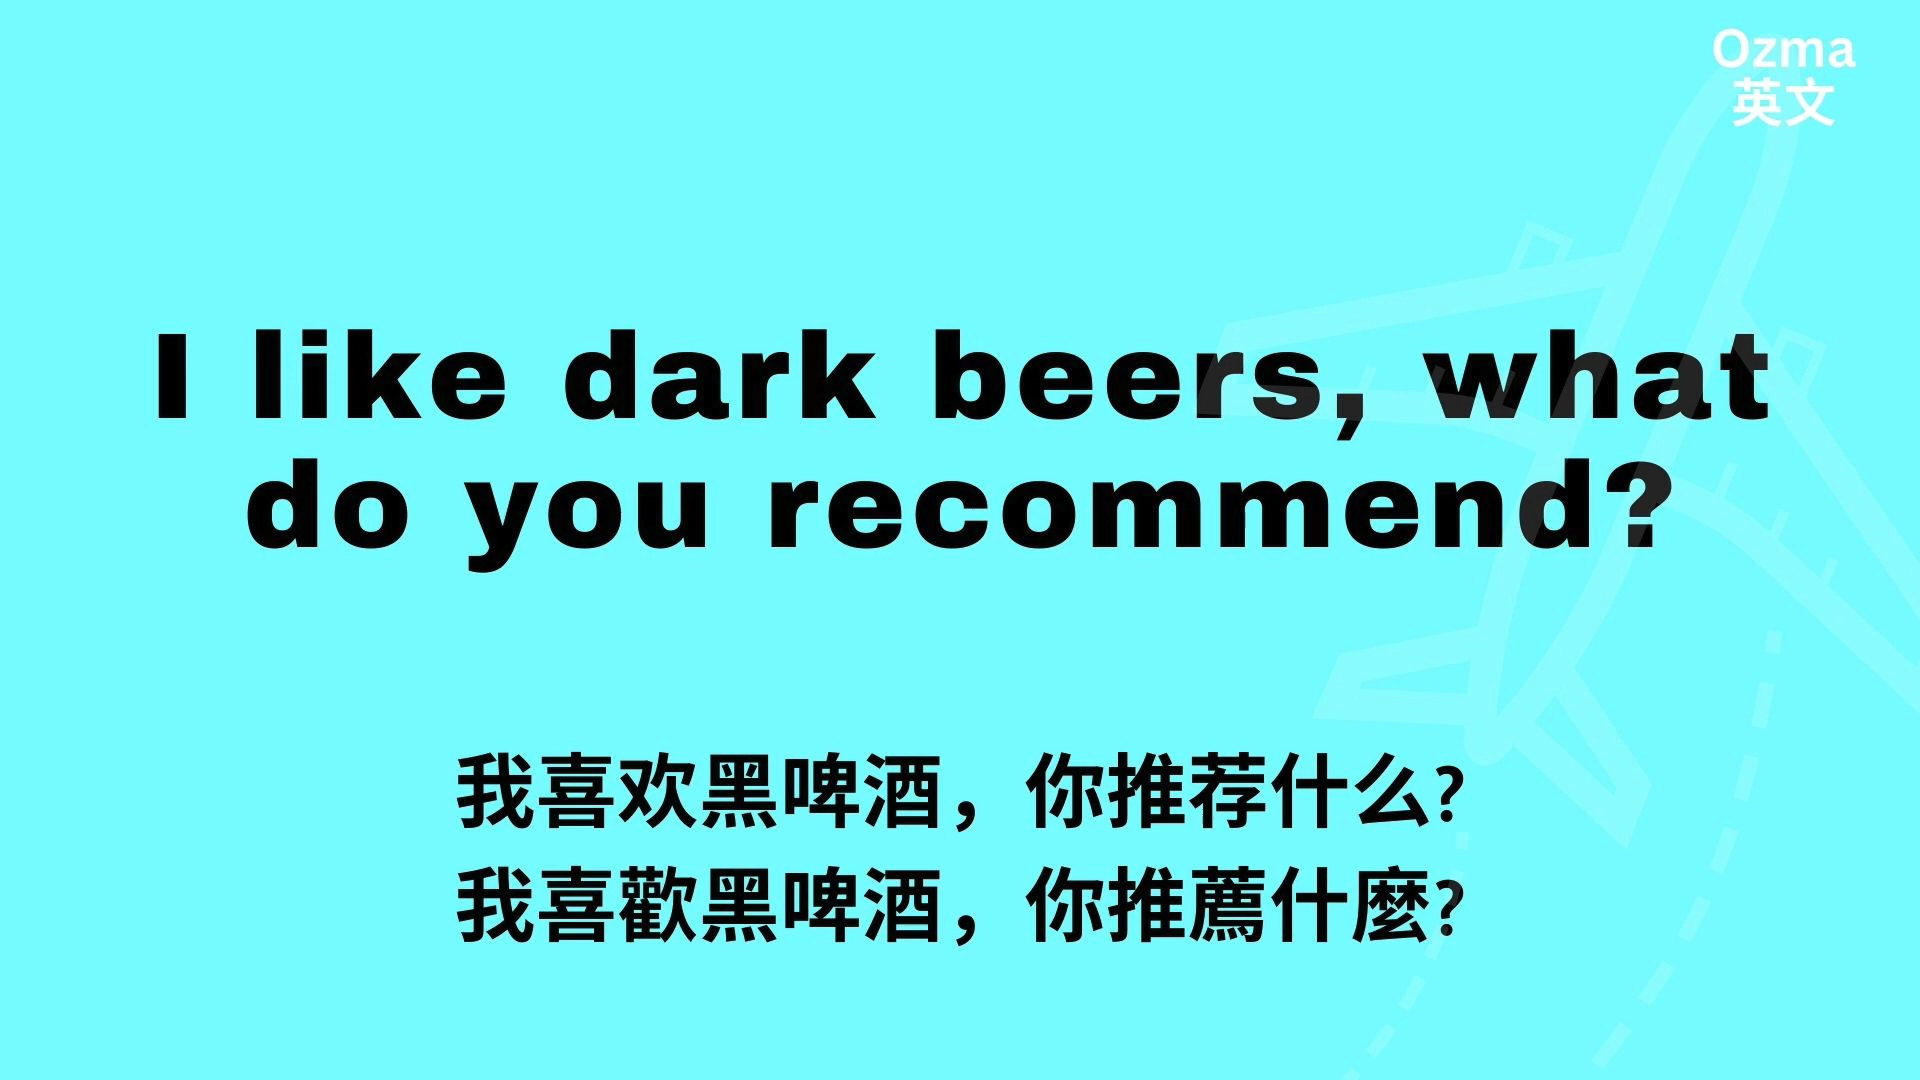 Ozma
英文
I like dark beers, what
do you recommend?
我喜欢黑啤酒，你推荐什么?
我喜歡黑啤酒，你推薦什麼?